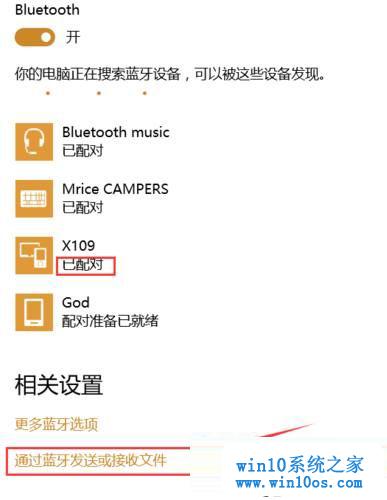 Bluetooth
开
你的电脑正在搜索蓝牙设备，可以被这些设备发现。
Bluetooth music
已配对
Mrice CAMPERS
已配对
X109
已配对
God
配对准备已就绪
相关设置
更多蓝牙选项
通过蓝牙发送或接收文件
win10系统之家
www.win10os.com